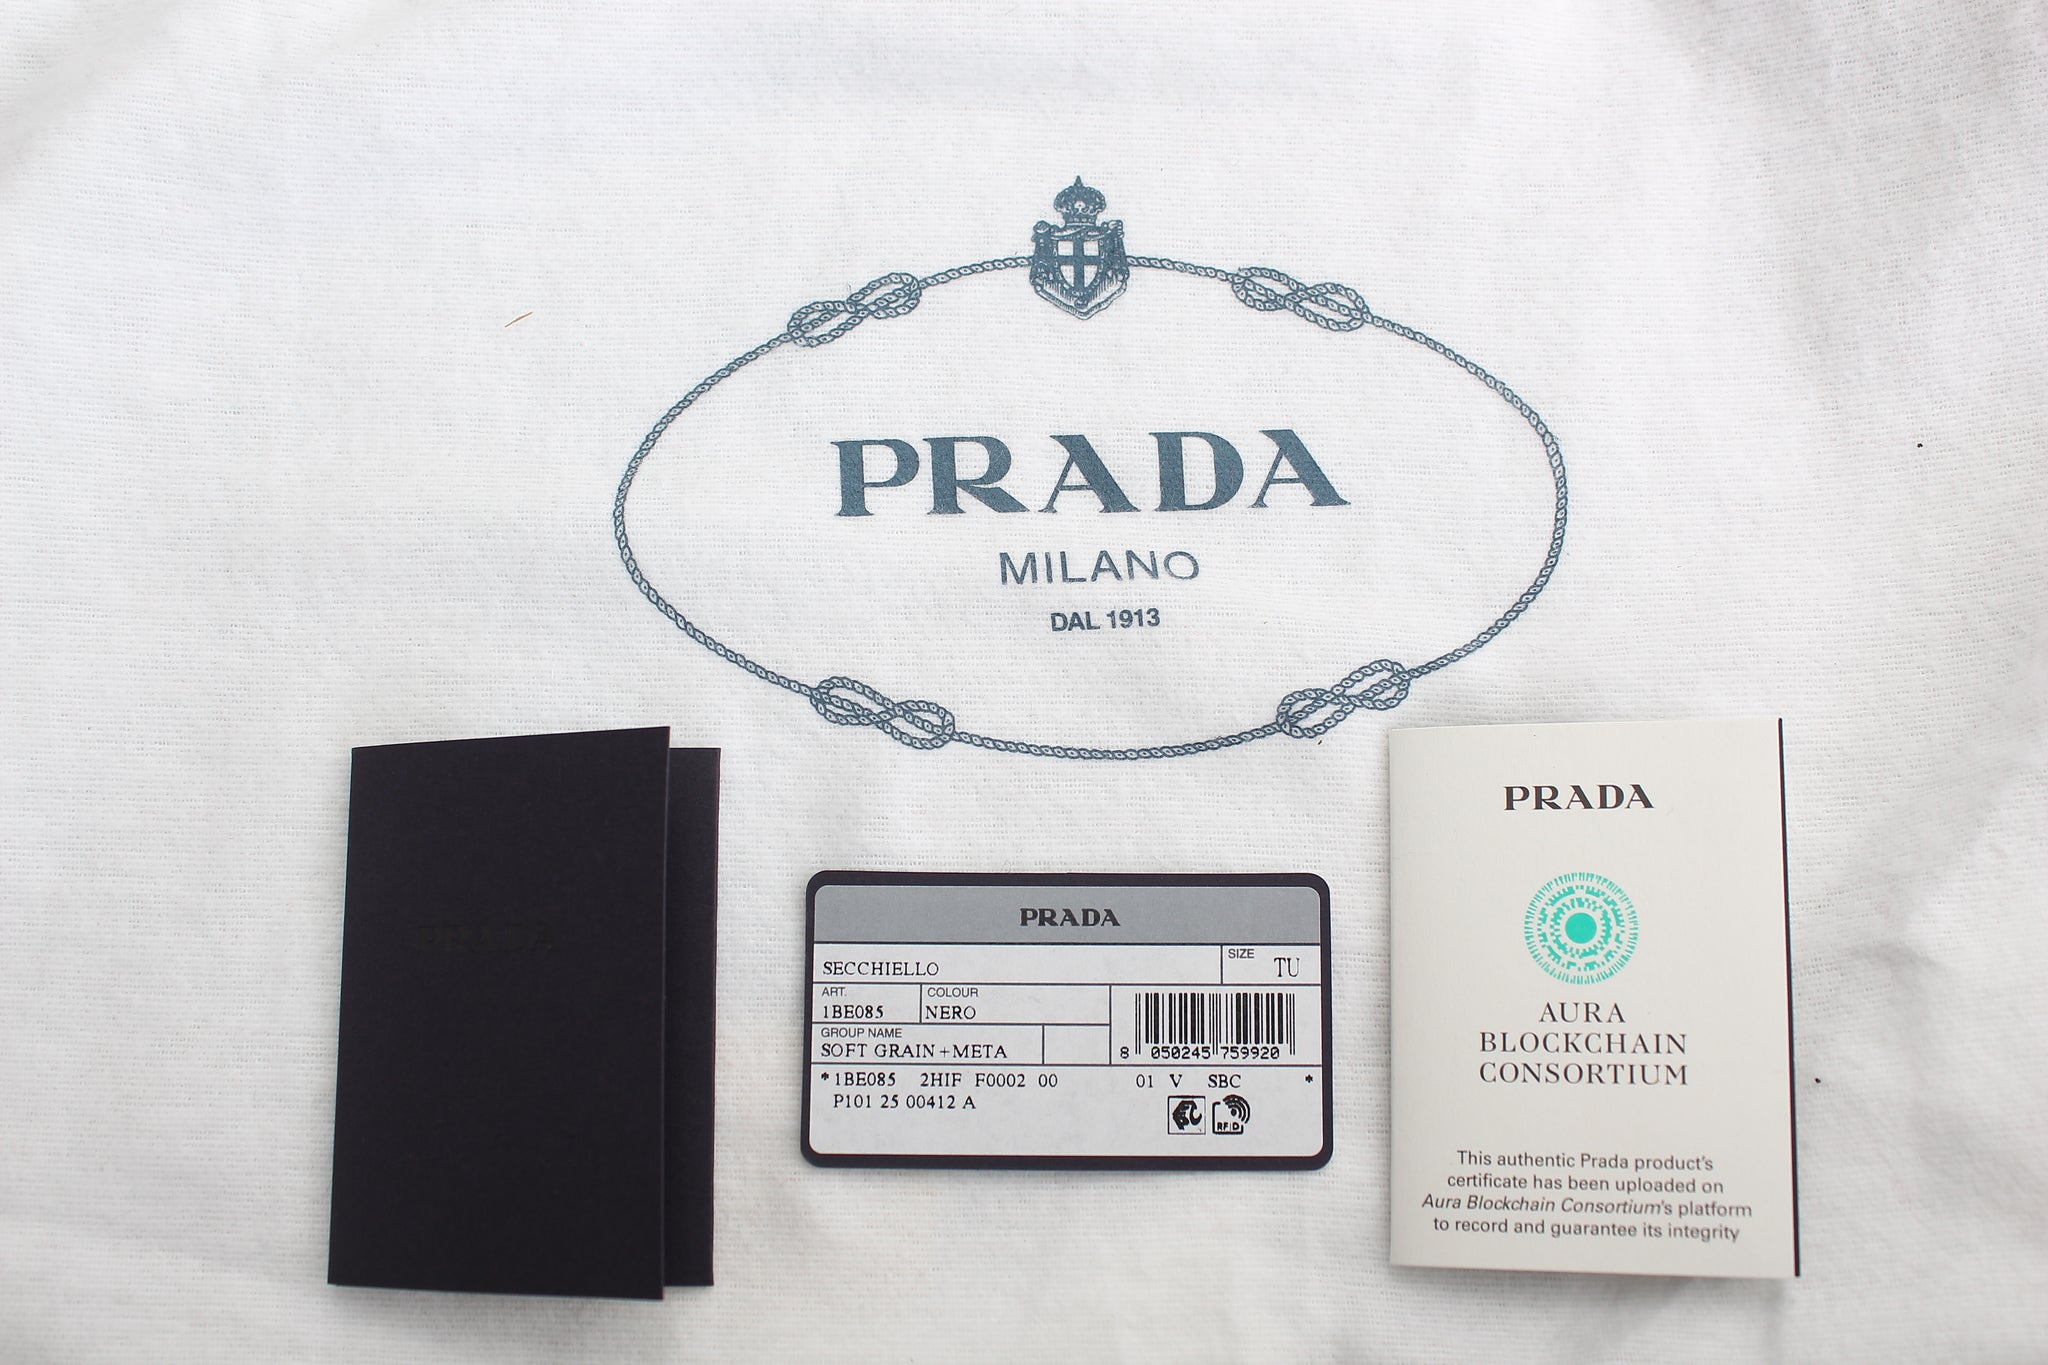 PRADA
MILANO
DAL 1913
PRADA
PRADA
SECCHIELLO
SIZE TU
ART. COLOUR
1BE085 NERO
GROUP NAME
SOFT GRAIN+META
8 050245 759920
*1BE085 2HIF F0002 00 01 V SBC *
P101 25 00412 A
RFID
PRADA
AURA
BLOCKCHAIN
CONSORTIUM
This authentic Prada product's
certificate has been uploaded on
Aura Blockchain Consortium's platform
to record and guarantee its integrity